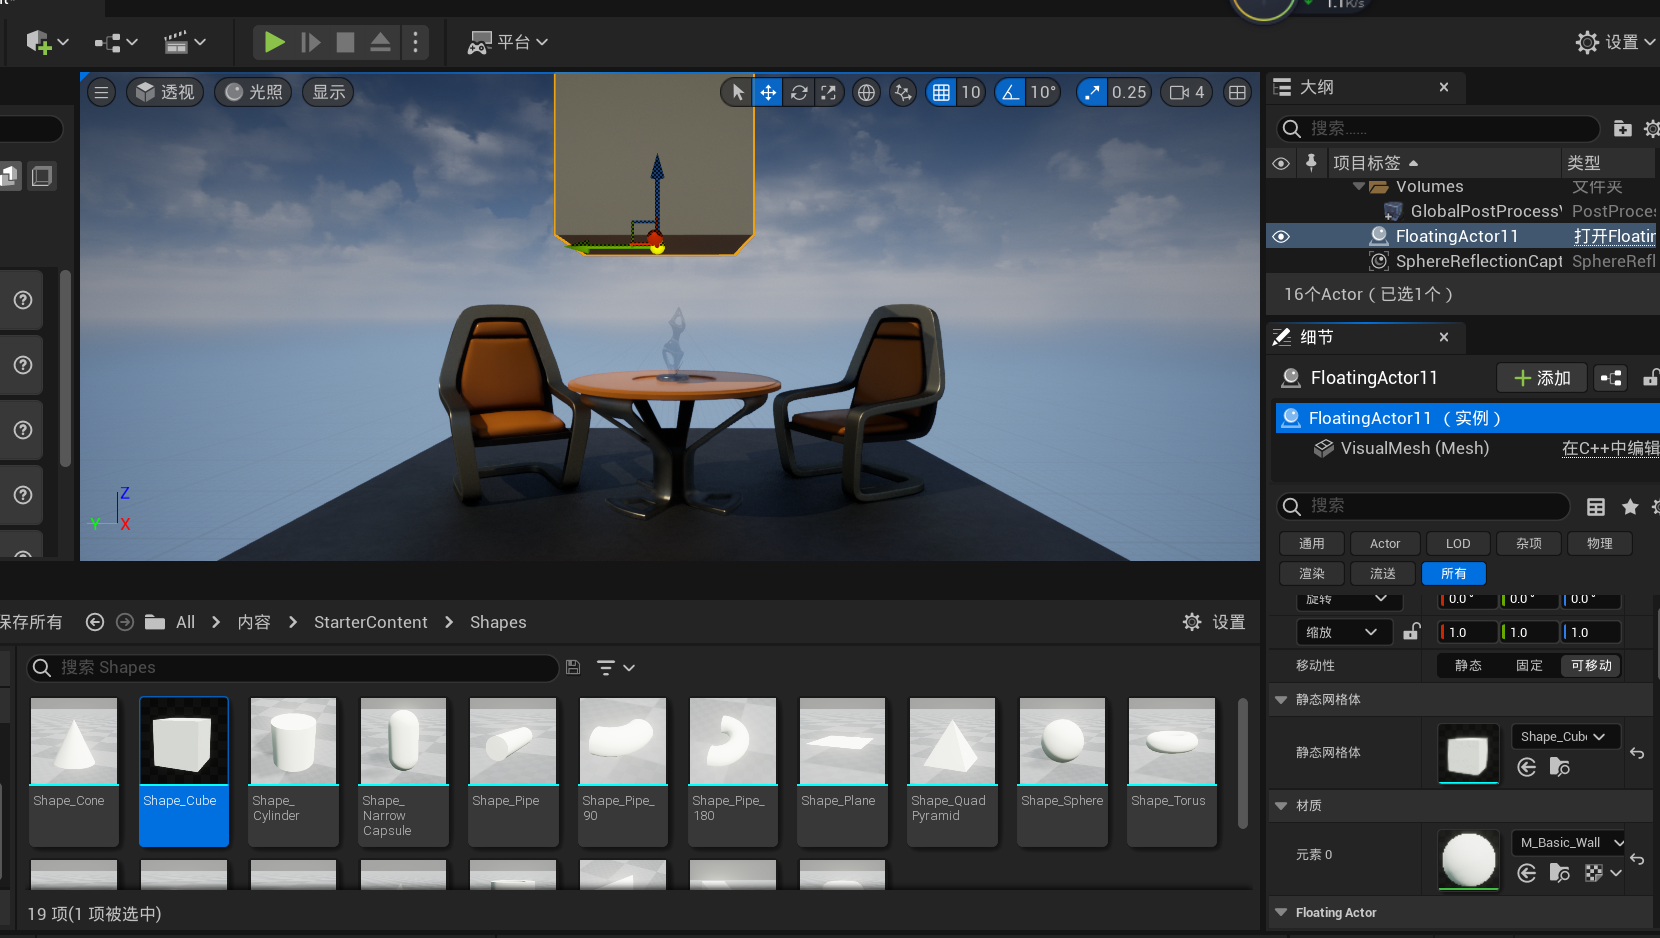 1.1K/s
平台
设置
透视
光照
显示
10
10°
0.25
4
Z
Y
X
大纲
搜索......
项目标签
类型
Volumes
文件夹
GlobalPostProcessV
PostProces
FloatingActor11
打开Floatin
SphereReflectionCapt
SphereRefl
16个Actor（已选1个）
细节
FloatingActor11
添加
FloatingActor11 （实例）
VisualMesh (Mesh)
在C++中编辑
搜索
通用
Actor
LOD
杂项
物理
渲染
流送
所有
旋转
0.0°
0.0°
0.0°
缩放
1.0
1.0
1.0
移动性
静态
固定
可移动
静态网格体
静态网格体
Shape_Cube
材质
元素 0
M_Basic_Wall
Floating Actor
保存所有
All
内容
StarterContent
Shapes
设置
搜索 Shapes
Shape_Cone
Shape_Cube
Shape_
Cylinder
Shape_
Narrow
Capsule
Shape_Pipe
Shape_Pipe_
90
Shape_Pipe_
180
Shape_Plane
Shape_Quad
Pyramid
Shape_Sphere
Shape_Torus
19 项(1 项被选中)